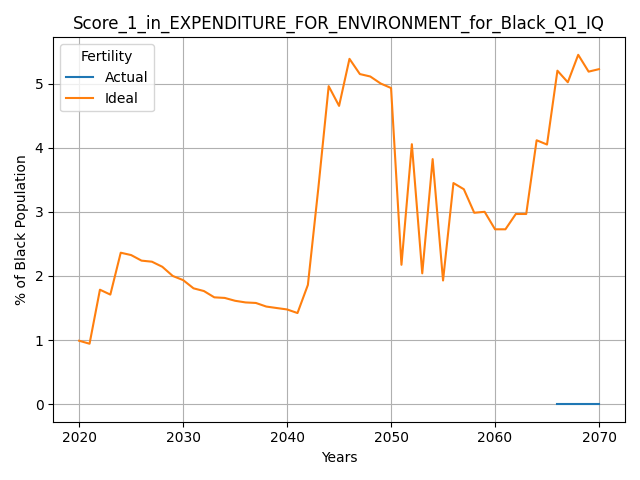 Score_1_in_EXPENDITURE_FOR_ENVIRONMENT_for_Black_Q1_IQ
Fertility
Actual
Ideal
% of Black Population
5
4
3
2
1
0
2020 2030 2040 2050 2060 2070
Years